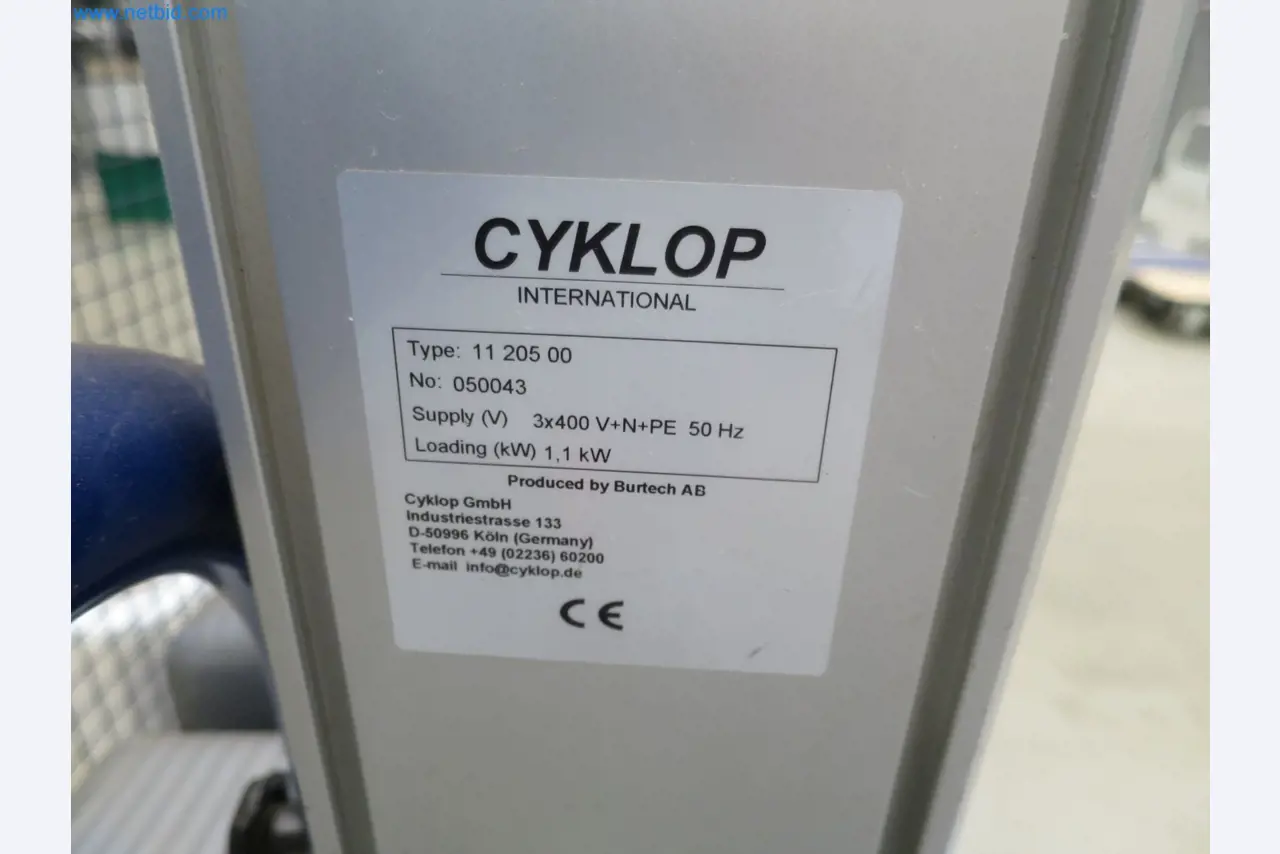 www.netbid.com
CYKLOP
INTERNATIONAL
Type: 11 205 00
No: 050043
Supply (V) 3x400 V+N+PE 50 Hz
Loading (kW) 1,1 kW
Produced by Burtech AB
Cyklop GmbH
Industriestrasse 133
D-50996 Köln (Germany)
Telefon +49 (02236) 60200
E-mail info@cyklop.de
CE